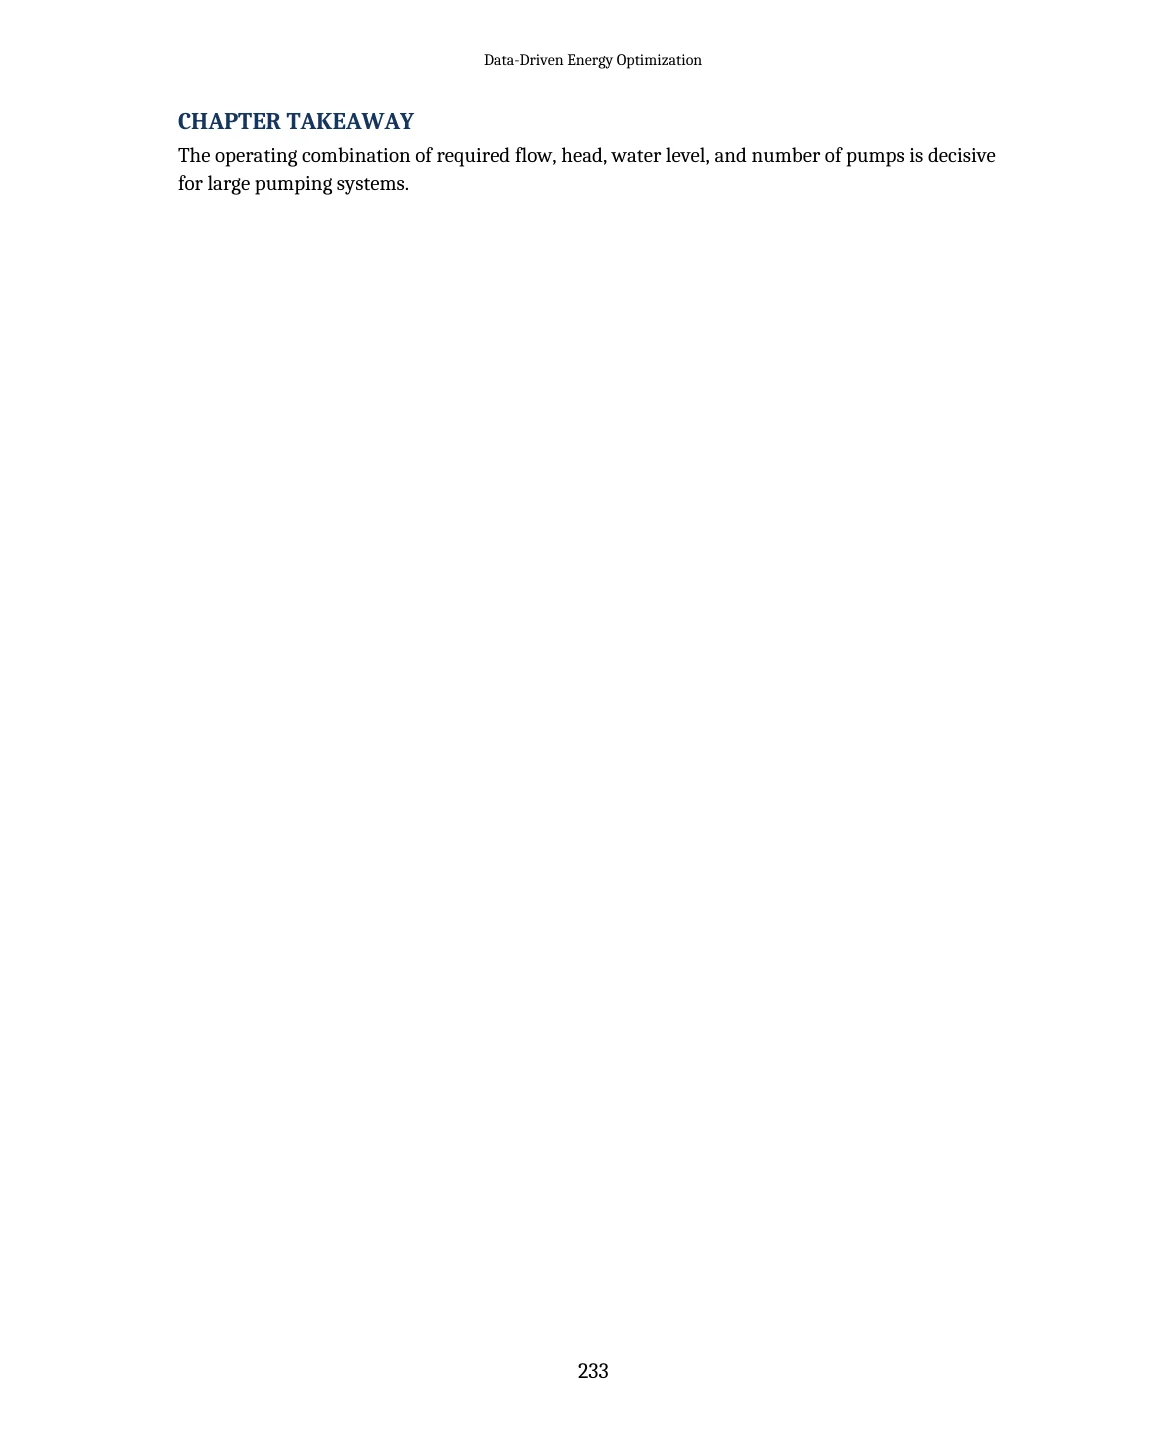 Data-Driven Energy Optimization
CHAPTER TAKEAWAY
The operating combination of required flow, head, water level, and number of pumps is decisive
for large pumping systems.
233